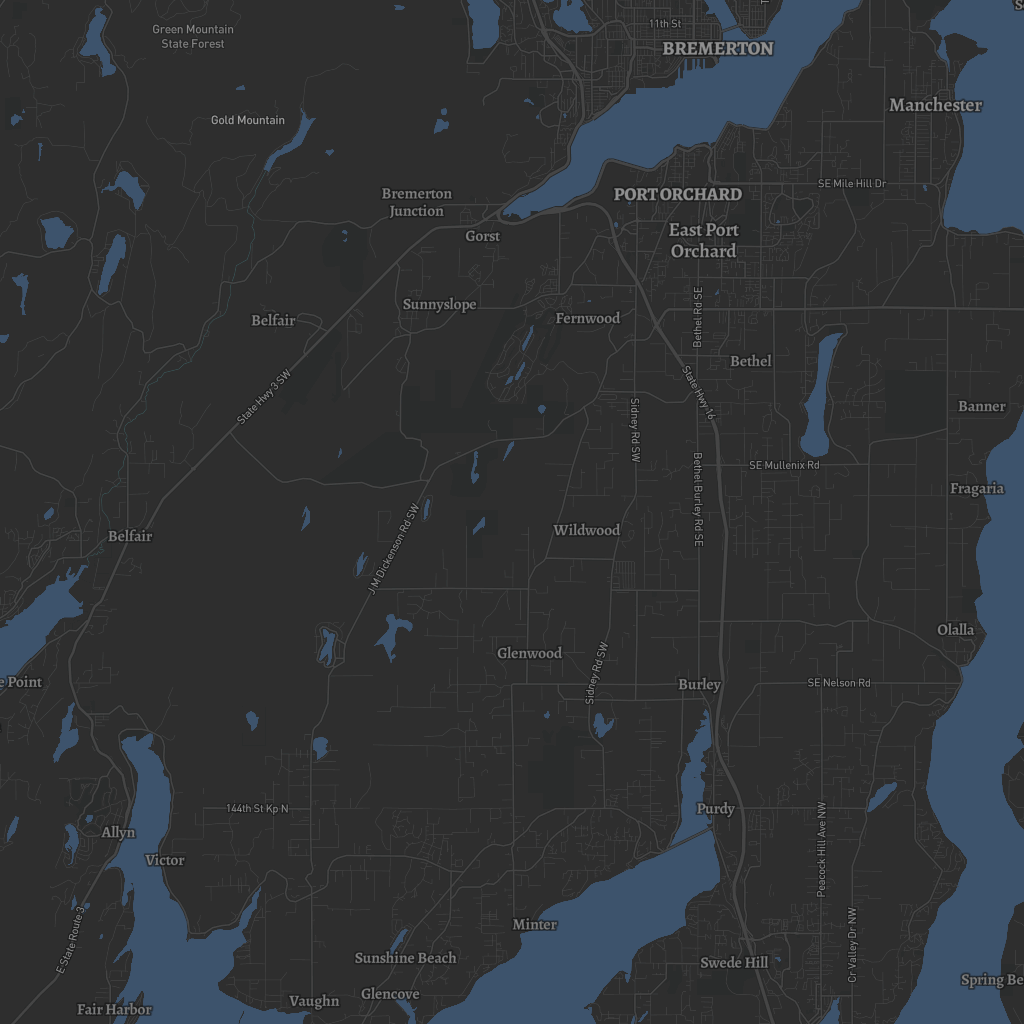 S
T
11th St
Green Mountain
State Forest
BREMERTON
Manchester
Gold Mountain
SE Mile Hill Dr
Bremerton
Junction
PORT ORCHARD
East Port
Orchard
Gorst
Sunnyslope
Belfair
Fernwood
Bethel Rd SE
Bethel
State Hwy 3 SW
State Hwy 16
Banner
Sidney Rd SW
SE Mullenix Rd
Fragaria
Bethel Burley Rd SE
Wildwood
Belfair
J M Dickenson Rd SW
Olalla
Glenwood
Sidney Rd SW
e Point
Burley
SE Nelson Rd
144th St Kp N
Purdy
Allyn
Peacock Hill Ave NW
Victor
Minter
E State Route 3
Cr Valley Dr NW
Sunshine Beach
Swede Hill
Spring Be
Glencove
Vaughn
Fair Harbor